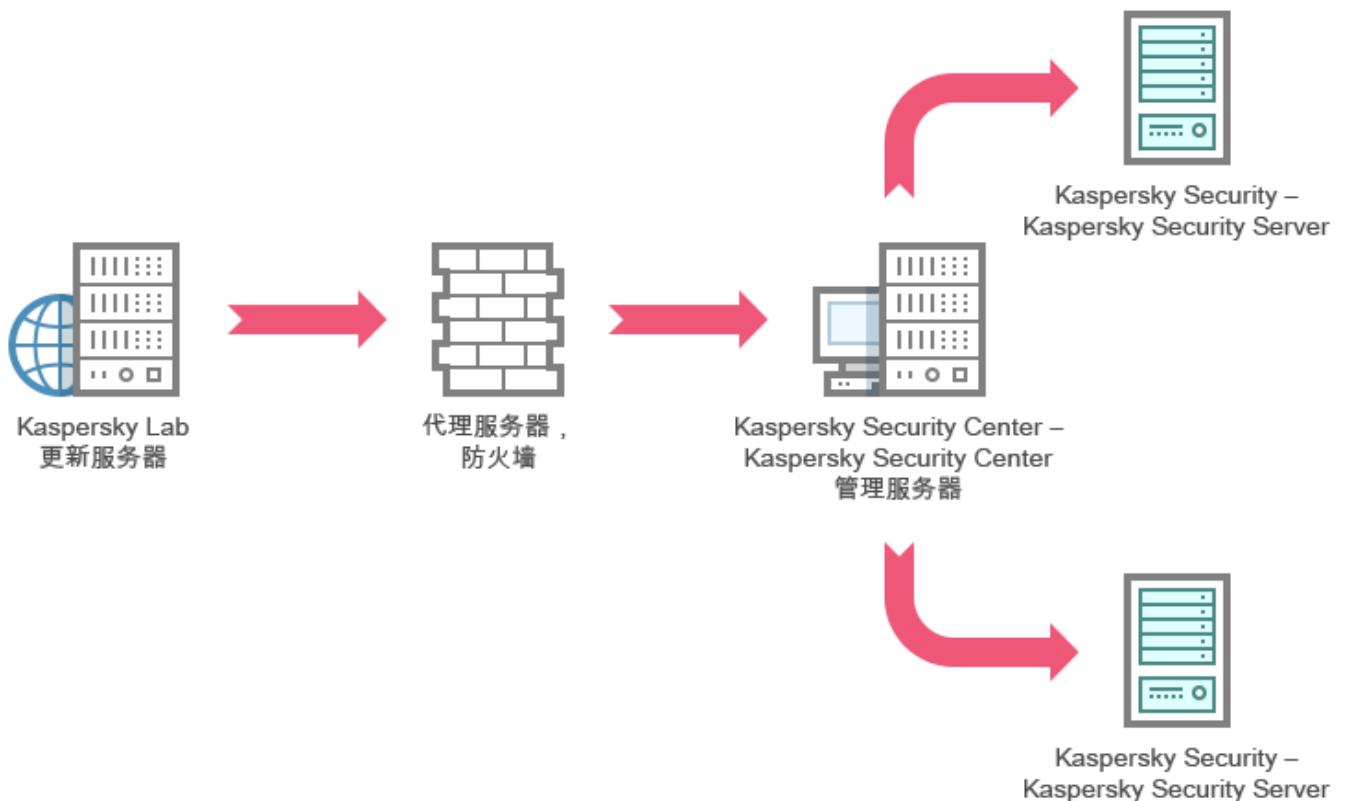 Kaspersky Security –
Kaspersky Security Server
Kaspersky Lab
更新服务器
代理服务器，
防火墙
Kaspersky Security Center –
Kaspersky Security Center
管理服务器
Kaspersky Security –
Kaspersky Security Server